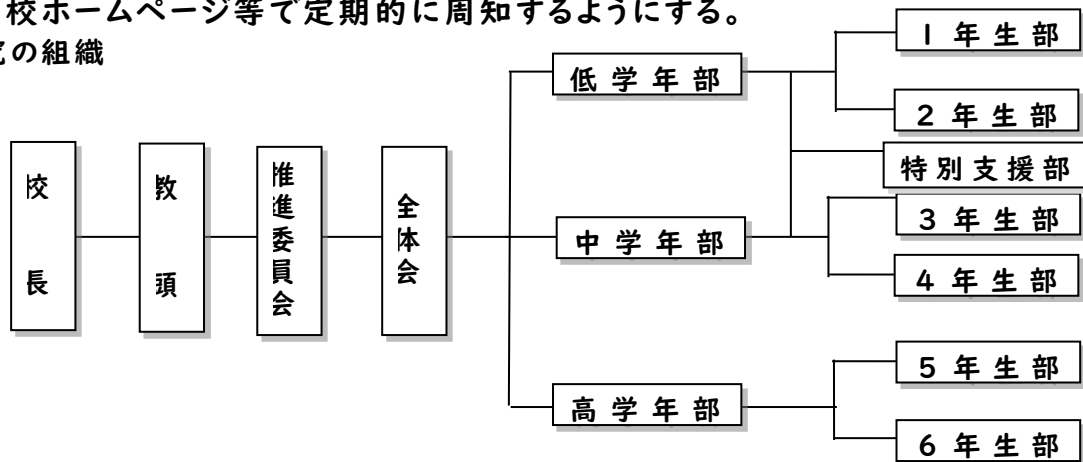 校ホームページ等で定期的に周知するようにする。
の組織
校長
教頭
推進委員会
全体会
低学年部
中学年部
高学年部
1年生部
2年生部
特別支援部
3年生部
4年生部
5年生部
6年生部